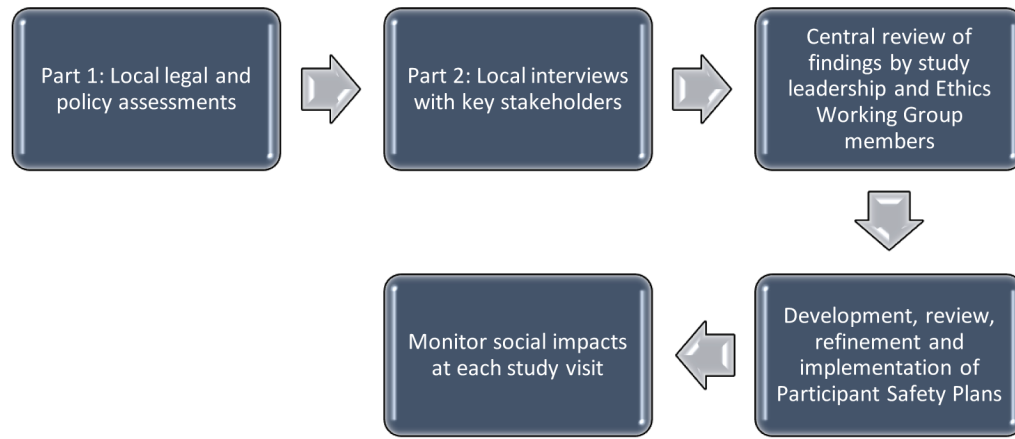 Part 1: Local legal and
policy assessments
Part 2: Local interviews
with key stakeholders
Central review of
findings by study
leadership and Ethics
Working Group
members
Development, review,
refinement and
implementation of
Participant Safety Plans
Monitor social impacts
at each study visit